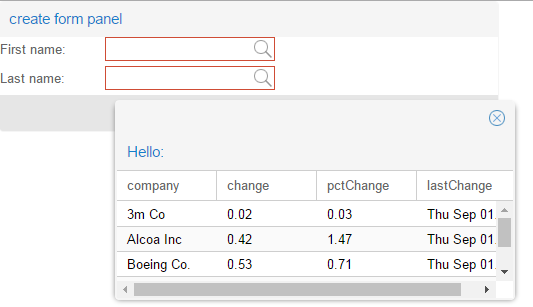 create form panel
First name:
Last name:
Hello:
company change pctChange lastChange
3m Co 0.02 0.03 Thu Sep 01
Alcoa Inc 0.42 1.47 Thu Sep 01
Boeing Co. 0.53 0.71 Thu Sep 01